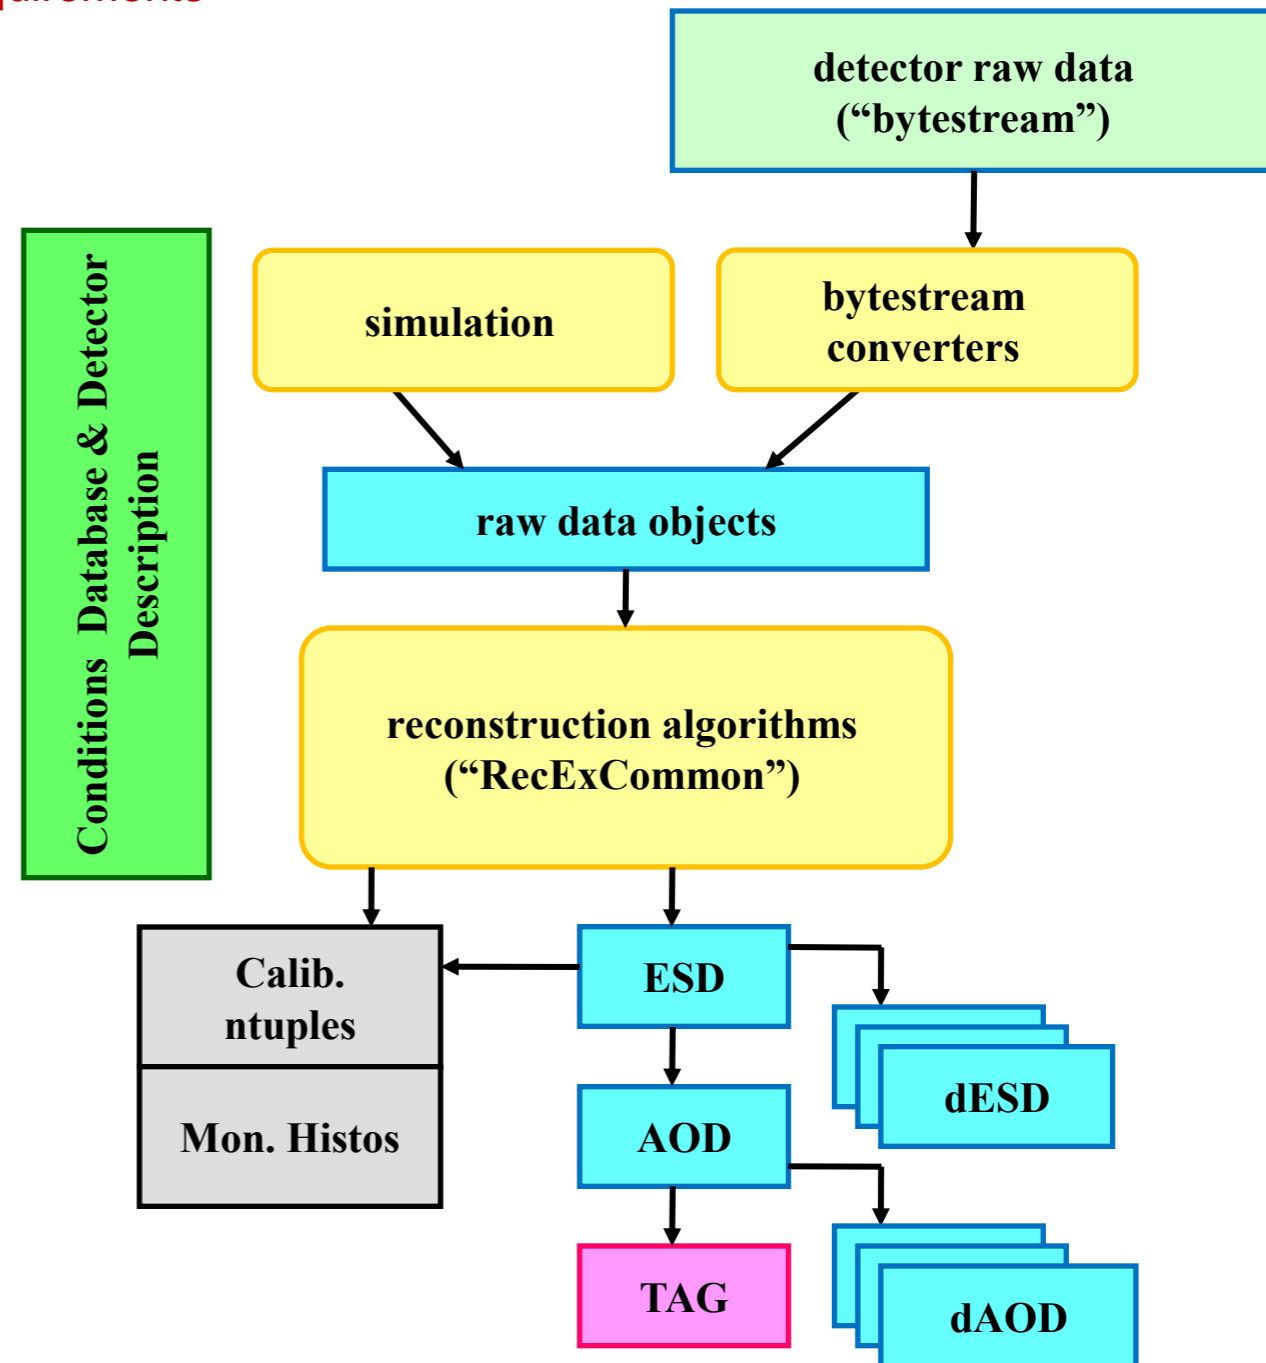 detector raw data
(“bytestream”)
Conditions Database & Detector
Description
simulation
bytestream
converters
raw data objects
reconstruction algorithms
(“RecExCommon”)
Calib.
ntuples
ESD
dESD
Mon. Histos
AOD
TAG
dAOD